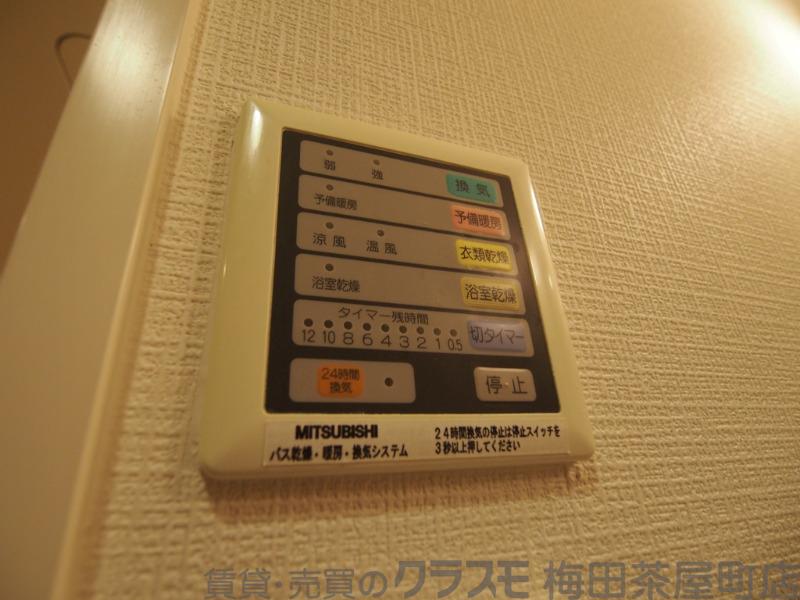 弱 強 換気
予備暖房 予備暖房
涼風 温風 衣類乾燥
浴室乾燥 浴室乾燥
タイマー残時間
12 10 8 6 4 3 2 1 0.5 切タイマー
24時間
換気
停止
MITSUBISHI
バス乾燥・暖房・換気システム
24時間換気の停止は停止スイッチを
3秒以上押してください
賃貸・売買のクラスモ 梅田茶屋町店